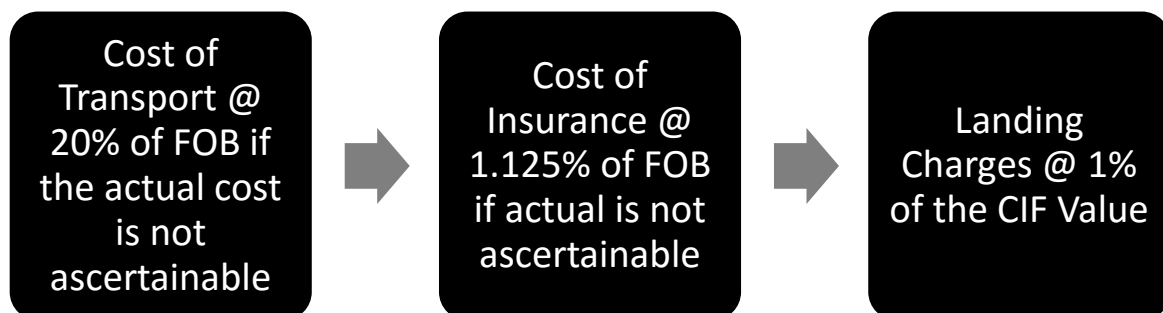 Cost of
Transport @
20% of FOB if
the actual cost
is not
ascertainable
Cost of
Insurance @
1.125% of FOB
if actual is not
ascertainable
Landing
Charges @ 1%
of the CIF Value